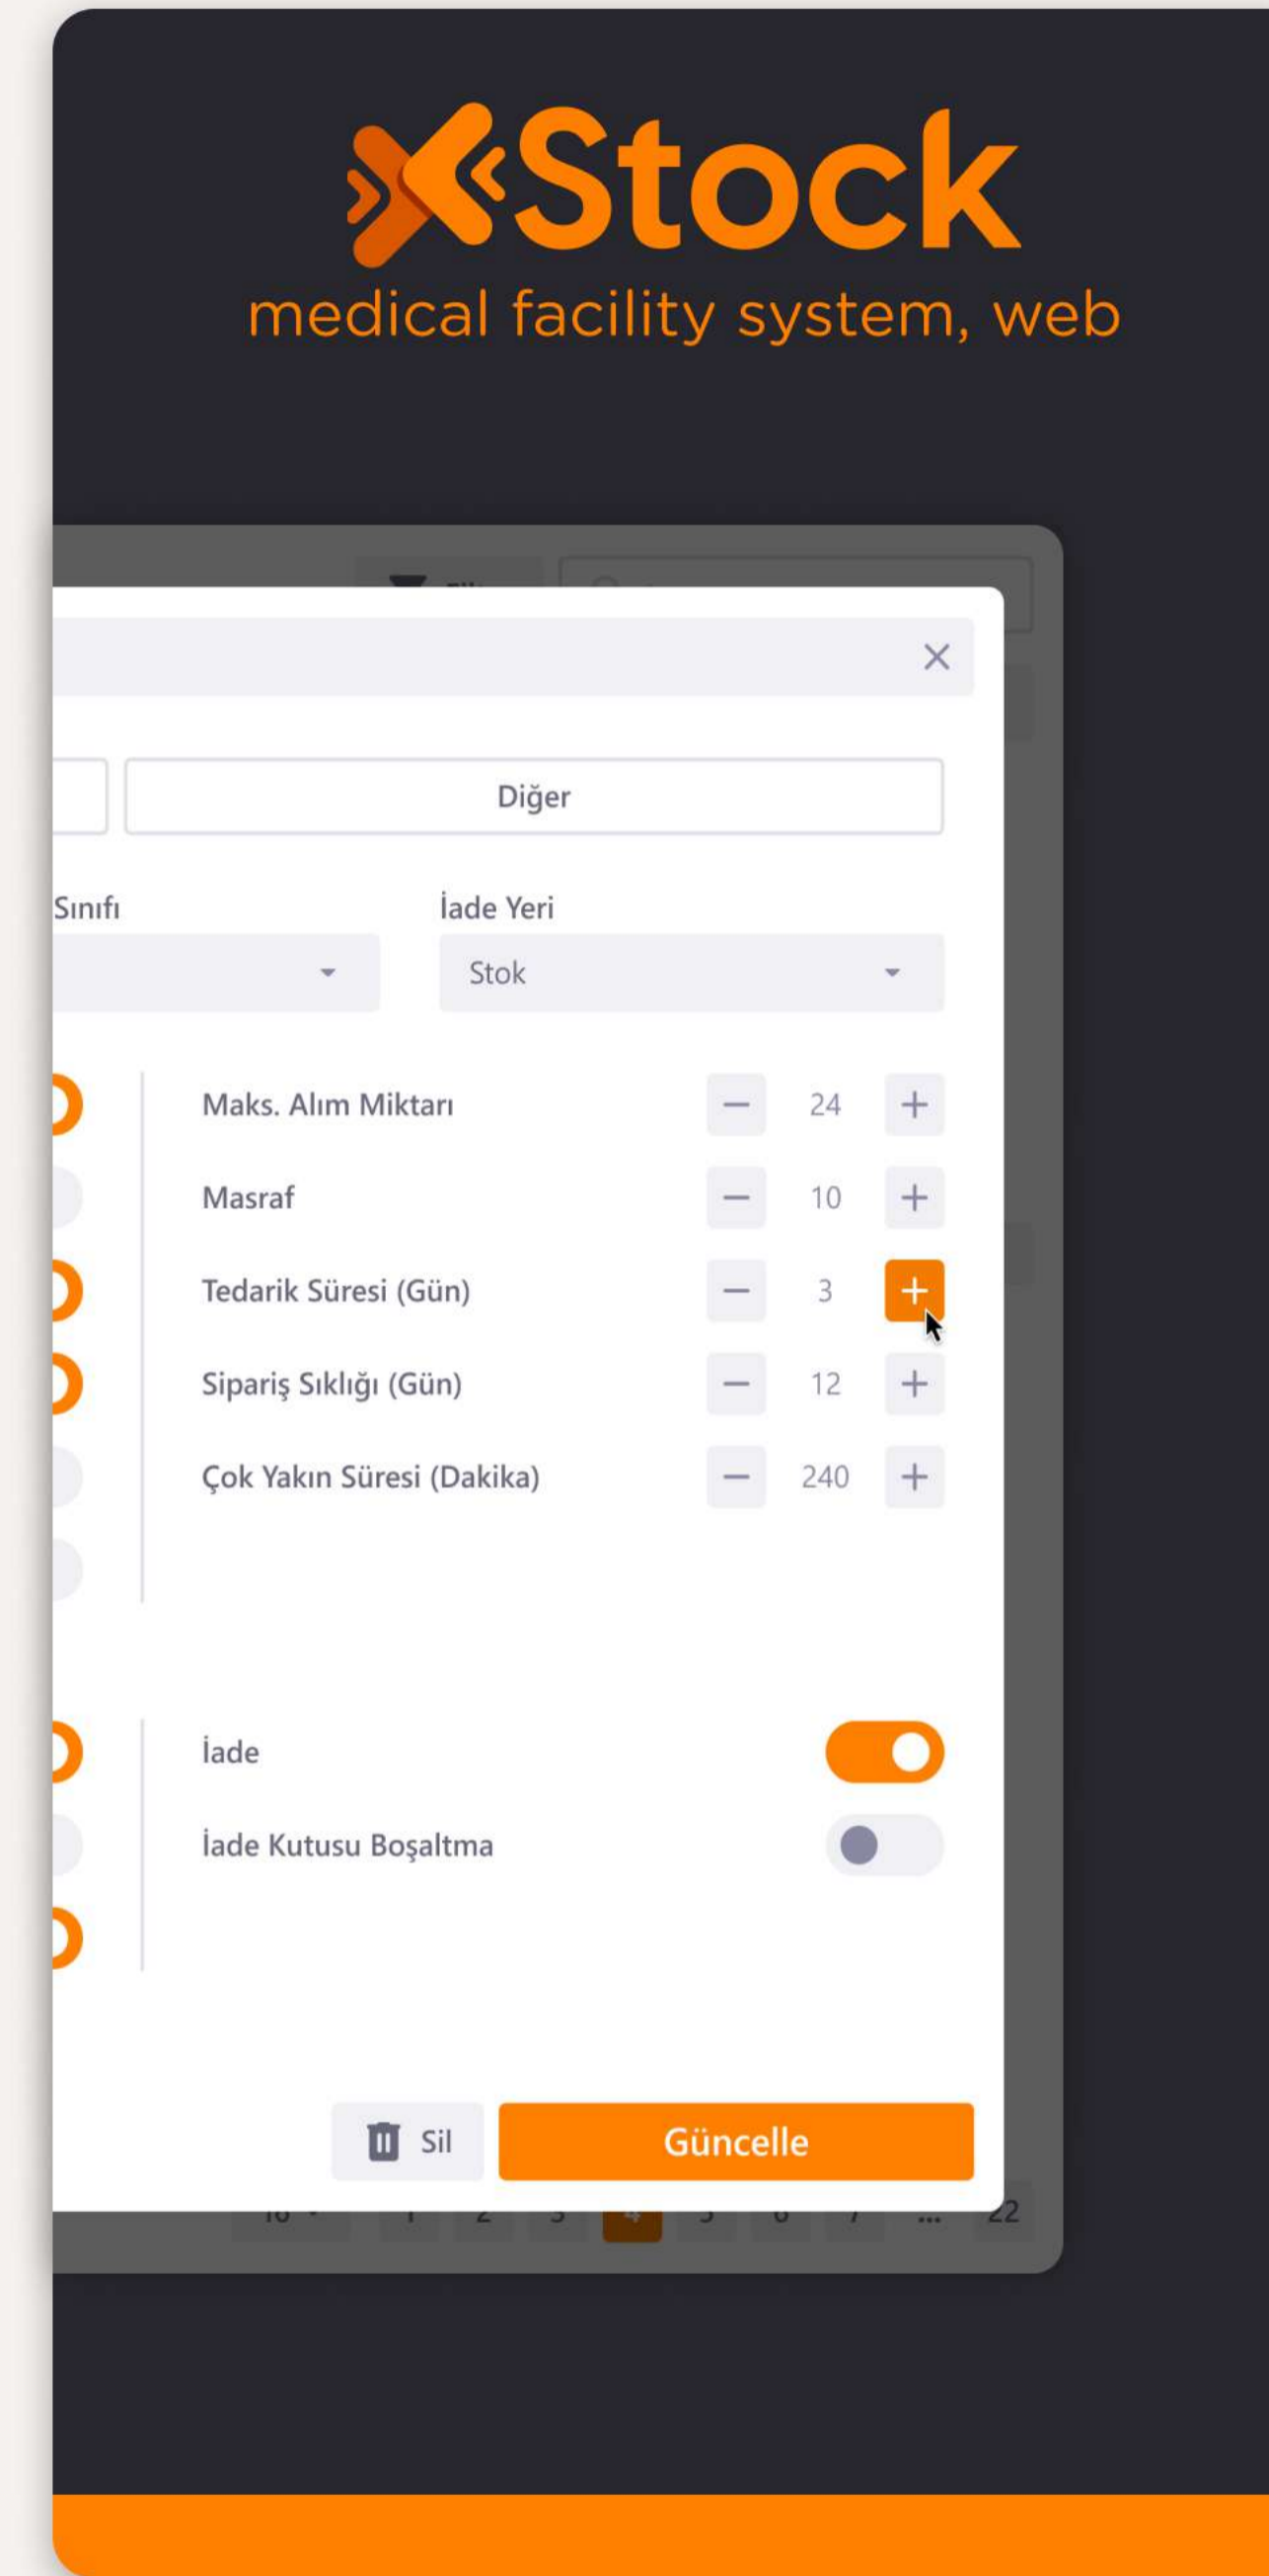 Stock
medical facility system, web
Diğer
Sınıfı
İade Yeri
Stok
Maks. Alım Miktarı
24
Masraf
10
Tedarik Süresi (Gün)
3
Sipariş Sıklığı (Gün)
12
Çok Yakın Süresi (Dakika)
240
İade
İade Kutusu Boşaltma
Sil
Güncelle
16 1 2 3 4 5 6 7 ... 22